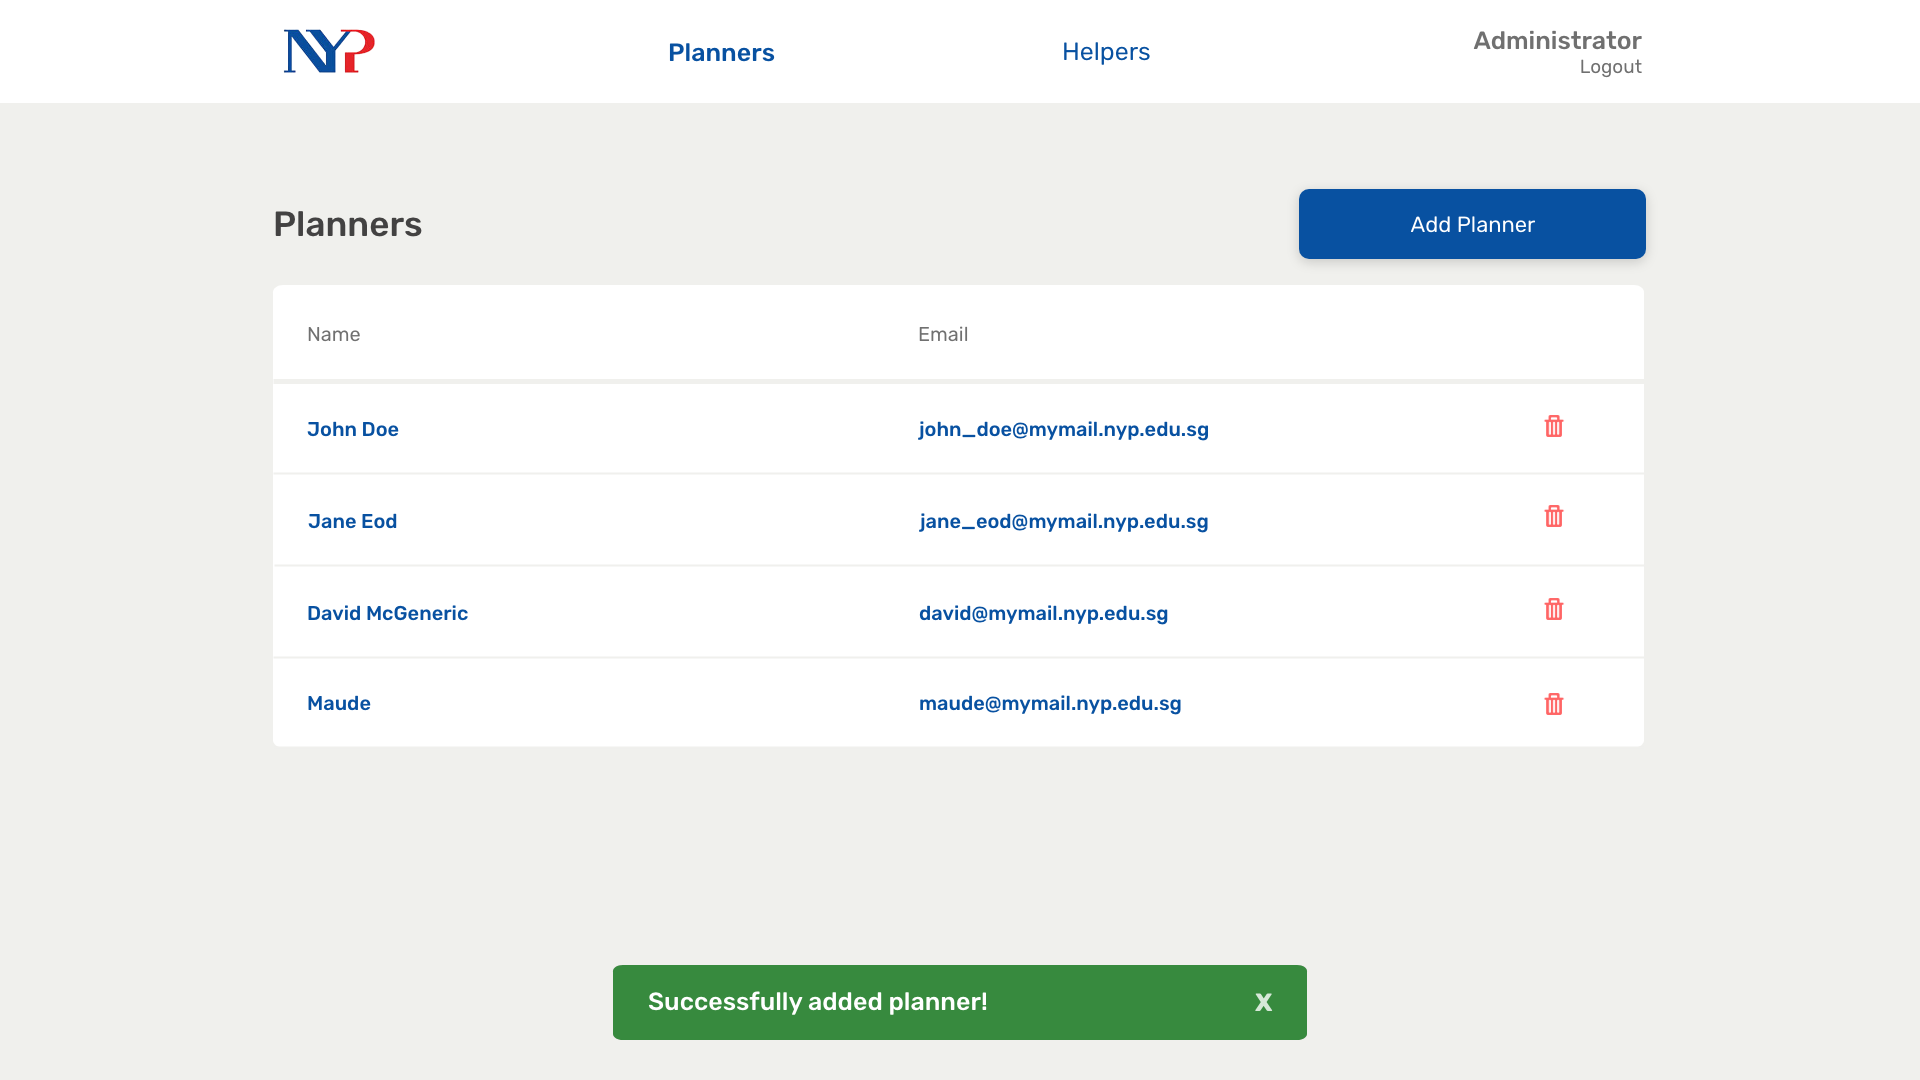 NYP
Planners
Helpers
Administrator
Logout
Planners
Add Planner
Name
Email
John Doe
john_doe@mymail.nyp.edu.sg
Jane Eod
jane_eod@mymail.nyp.edu.sg
David McGeneric
david@mymail.nyp.edu.sg
Maude
maude@mymail.nyp.edu.sg
Successfully added planner!
X